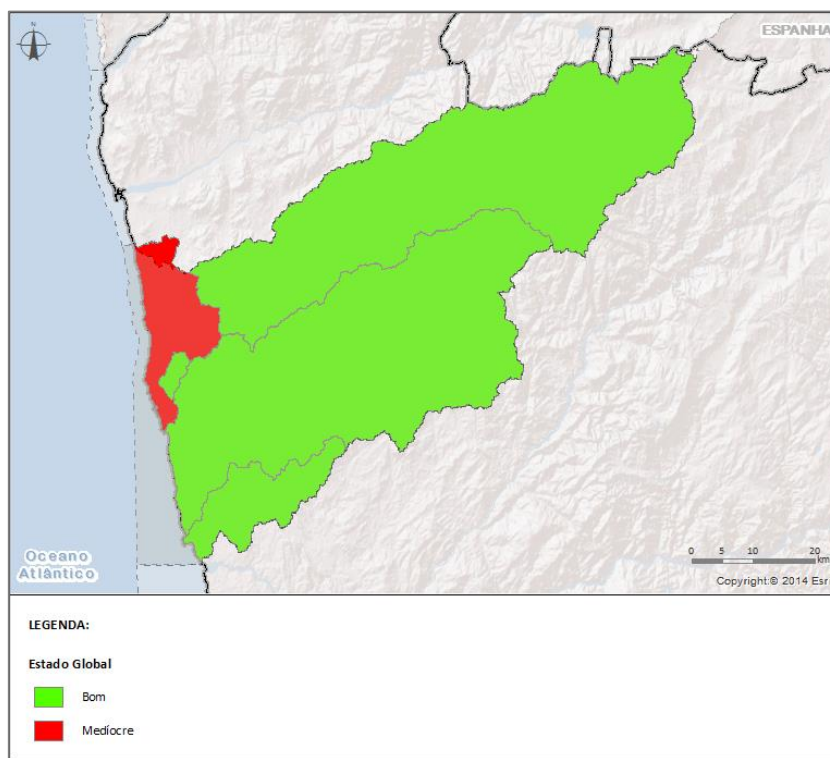 N
ESPANHA
Oceano
Atlântico
0 5 10 20
km
Copyright:© 2014 Esr
LEGENDA:
Estado Global
Bom
Medíocre